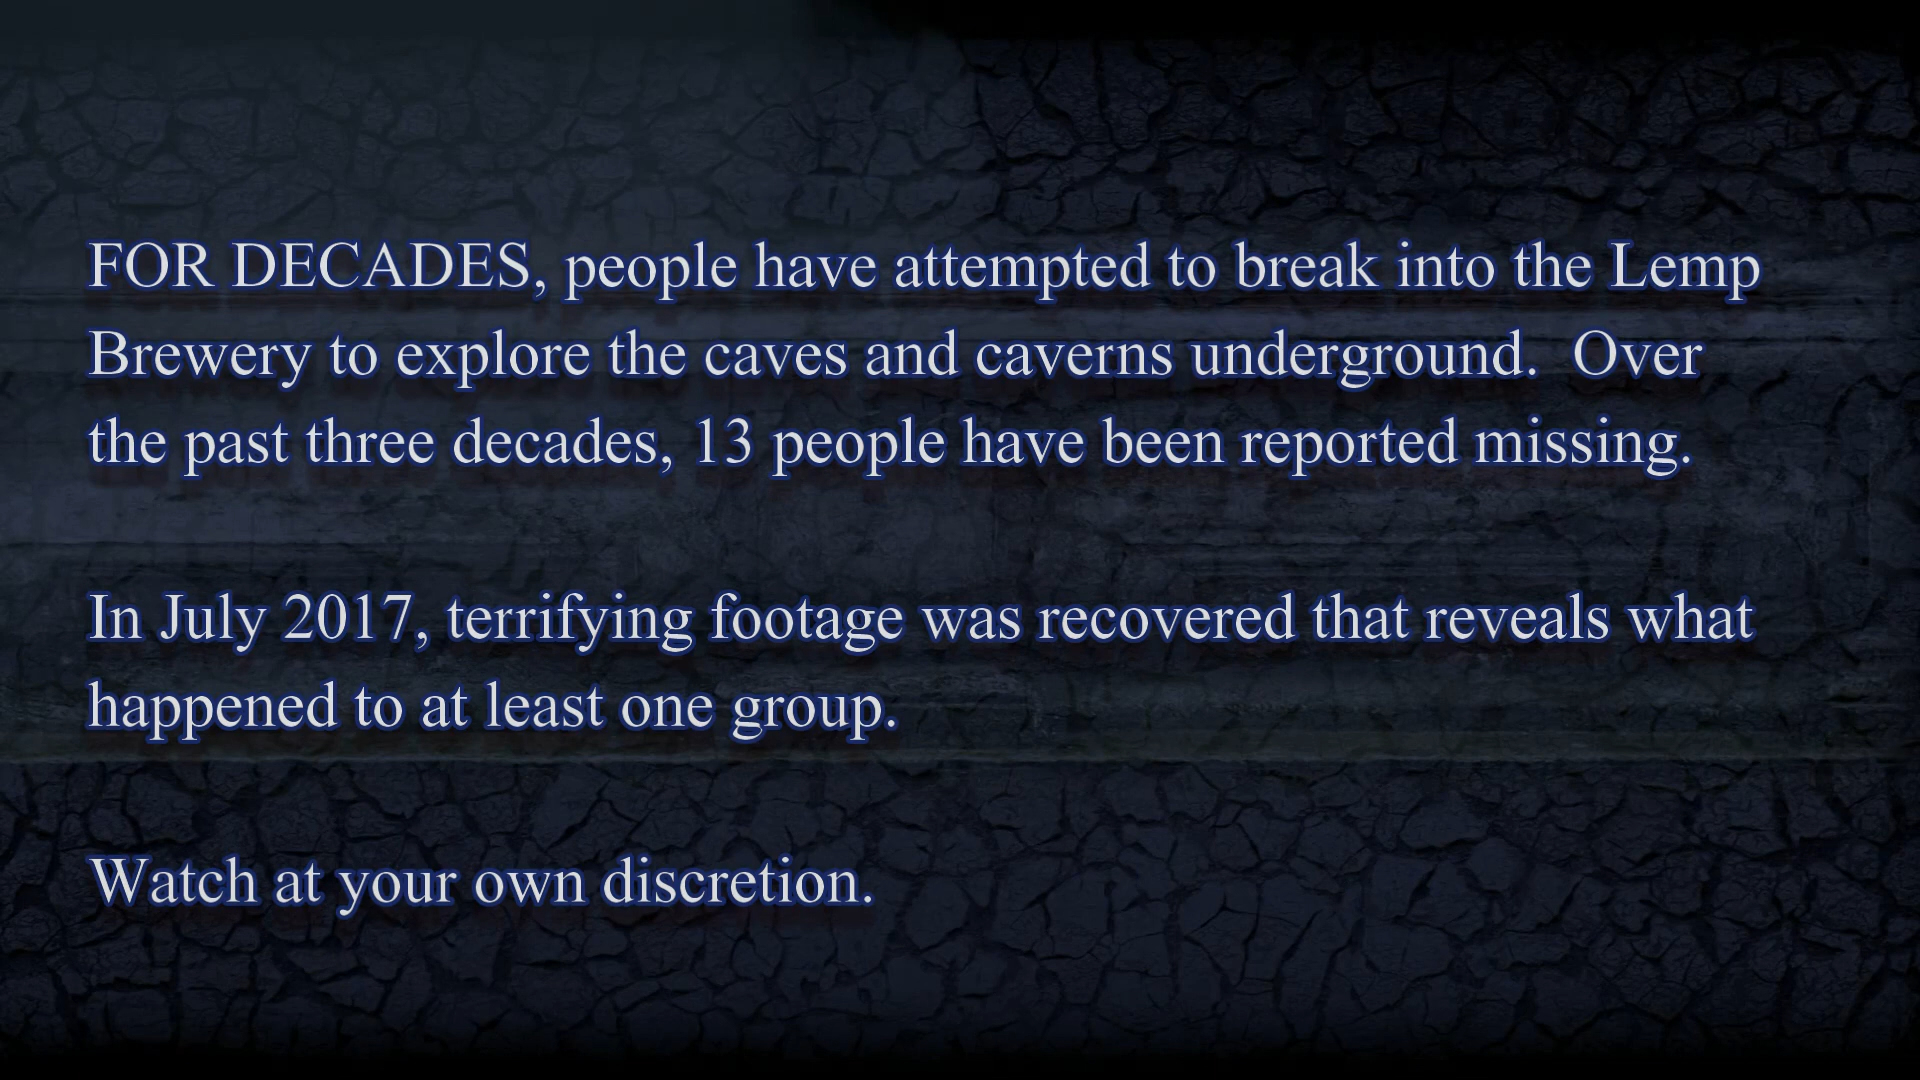 FOR DECADES, people have attempted to break into the Lemp
Brewery to explore the caves and caverns underground.  Over
the past three decades, 13 people have been reported missing.
In July 2017, terrifying footage was recovered that reveals what
happened to at least one group.
Watch at your own discretion.